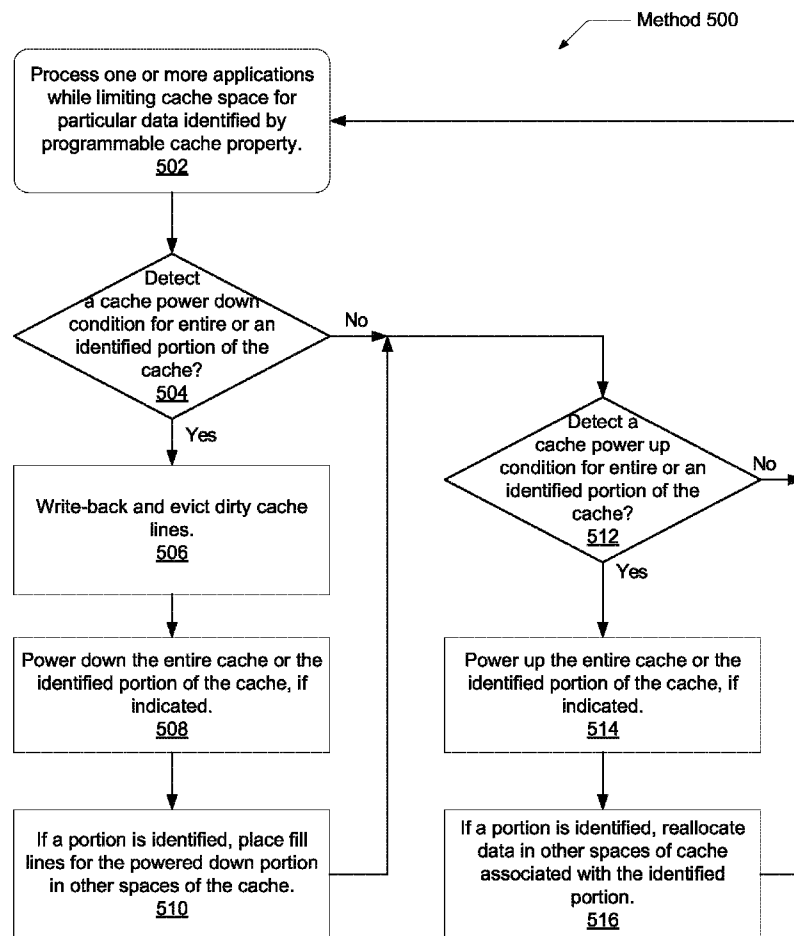 Method 500
Process one or more applications
while limiting cache space for
particular data identified by
programmable cache property.
502
Detect
a cache power down
condition for entire or an
identified portion of the
cache?
504
No
Yes
Write-back and evict dirty cache
lines.
506
Power down the entire cache or the
identified portion of the cache, if
indicated.
508
If a portion is identified, place fill
lines for the powered down portion
in other spaces of the cache.
510
Detect a
cache power up
condition for entire or an
identified portion of the
cache?
512
No
Yes
Power up the entire cache or the
identified portion of the cache, if
indicated.
514
If a portion is identified, reallocate
data in other spaces of cache
associated with the identified
portion.
516